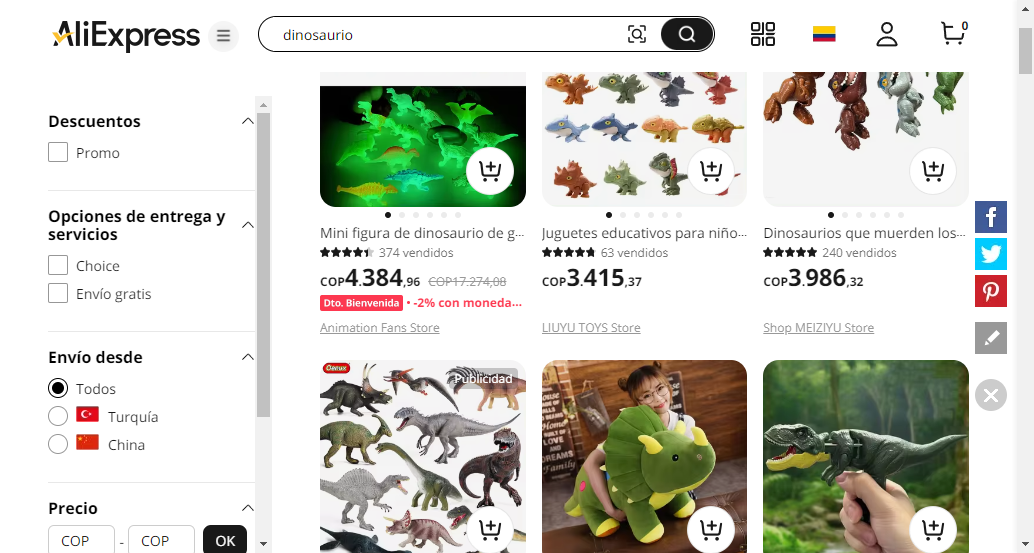 AliExpress
dinosaurio
0
Descuentos
Promo
Opciones de entrega y
servicios
Choice
Envío gratis
Envío desde
Todos
Turquía
China
Precio
COP - COP OK
Mini figura de dinosaurio de g...
374 vendidos
COP4.384,96 COP17.274,08
Dto. Bienvenida • -2% con moneda...
Animation Fans Store
Juguetes educativos para niño...
63 vendidos
COP3.415,37
LIUYU TOYS Store
Dinosaurios que muerden los...
240 vendidos
COP3.986,32
Shop MEIZIYU Store
Oenux
Publicidad